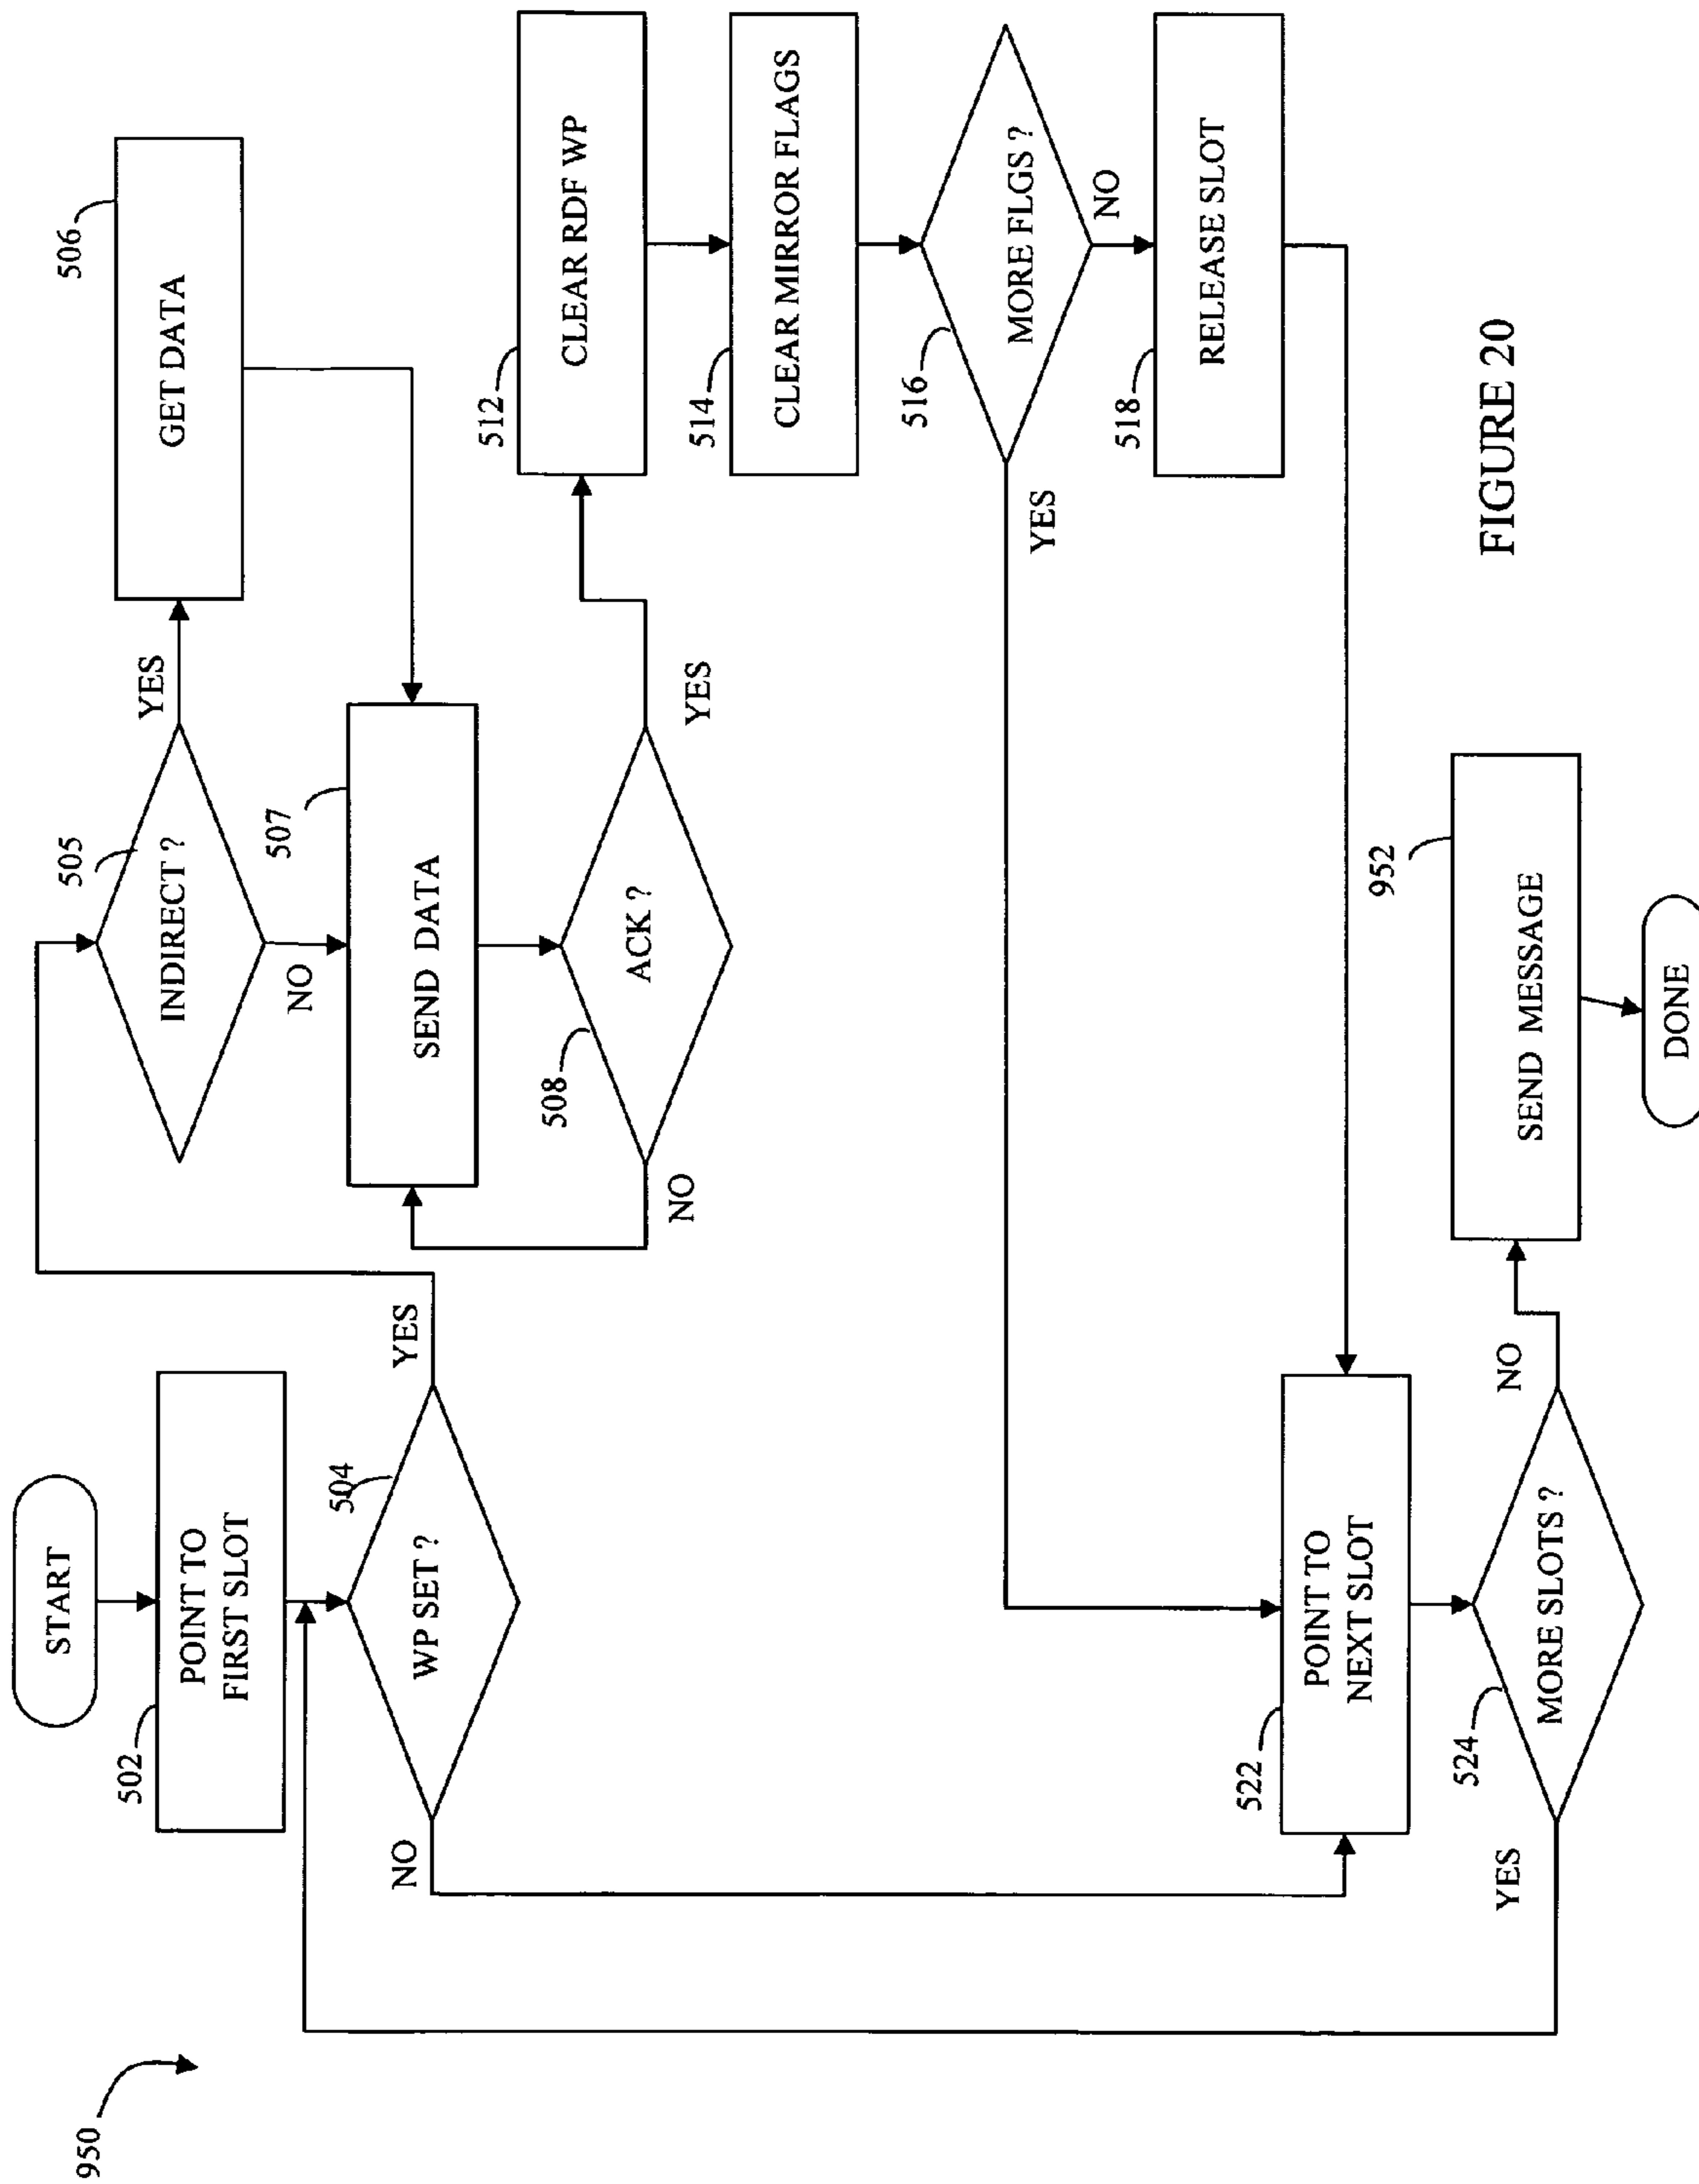 950
START
502
POINT TO
FIRST SLOT
504
WP SET ?
YES
NO
505
INDIRECT ?
YES
NO
506
GET DATA
507
SEND DATA
508
ACK ?
NO
YES
512
CLEAR RDF WP
514
CLEAR MIRROR FLAGS
516
MORE FLGS ?
YES
NO
518
RELEASE SLOT
522
POINT TO
NEXT SLOT
524
MORE SLOTS ?
YES
NO
952
SEND MESSAGE
DONE
FIGURE 20